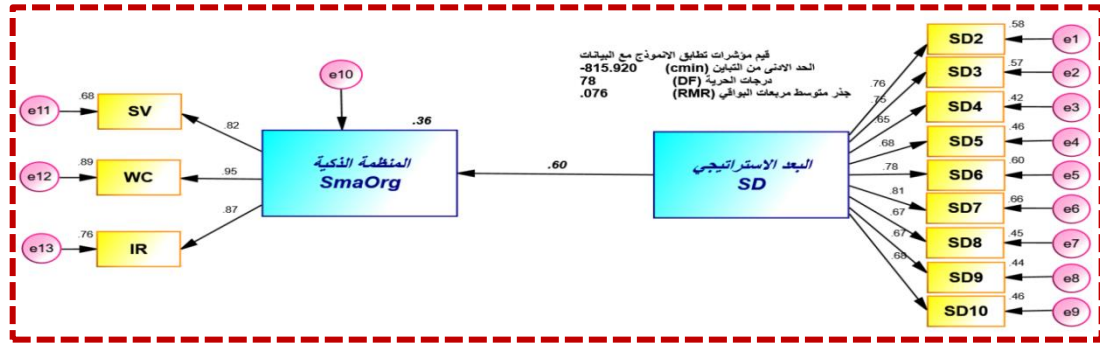 قيم مؤشرات تطابق الانموذج مع البيانات
الحد الادنى من التباين (cmin) 815.920-
درجات الحرية (DF) 78
جذر متوسط مربعات البواقي (RMR) .076
e10
.36
المنظمة الذكية
SmaOrg
.60
البعد الاستراتيجي
SD
e11
.68
SV
.82
e12
.89
WC
.95
e13
.76
IR
.87
.76
SD2
.58
e1
.75
SD3
.57
e2
.65
SD4
.42
e3
.68
SD5
.46
e4
.78
SD6
.60
e5
.81
SD7
.66
e6
.67
SD8
.45
e7
.67
SD9
.44
e8
.68
SD10
.46
e9